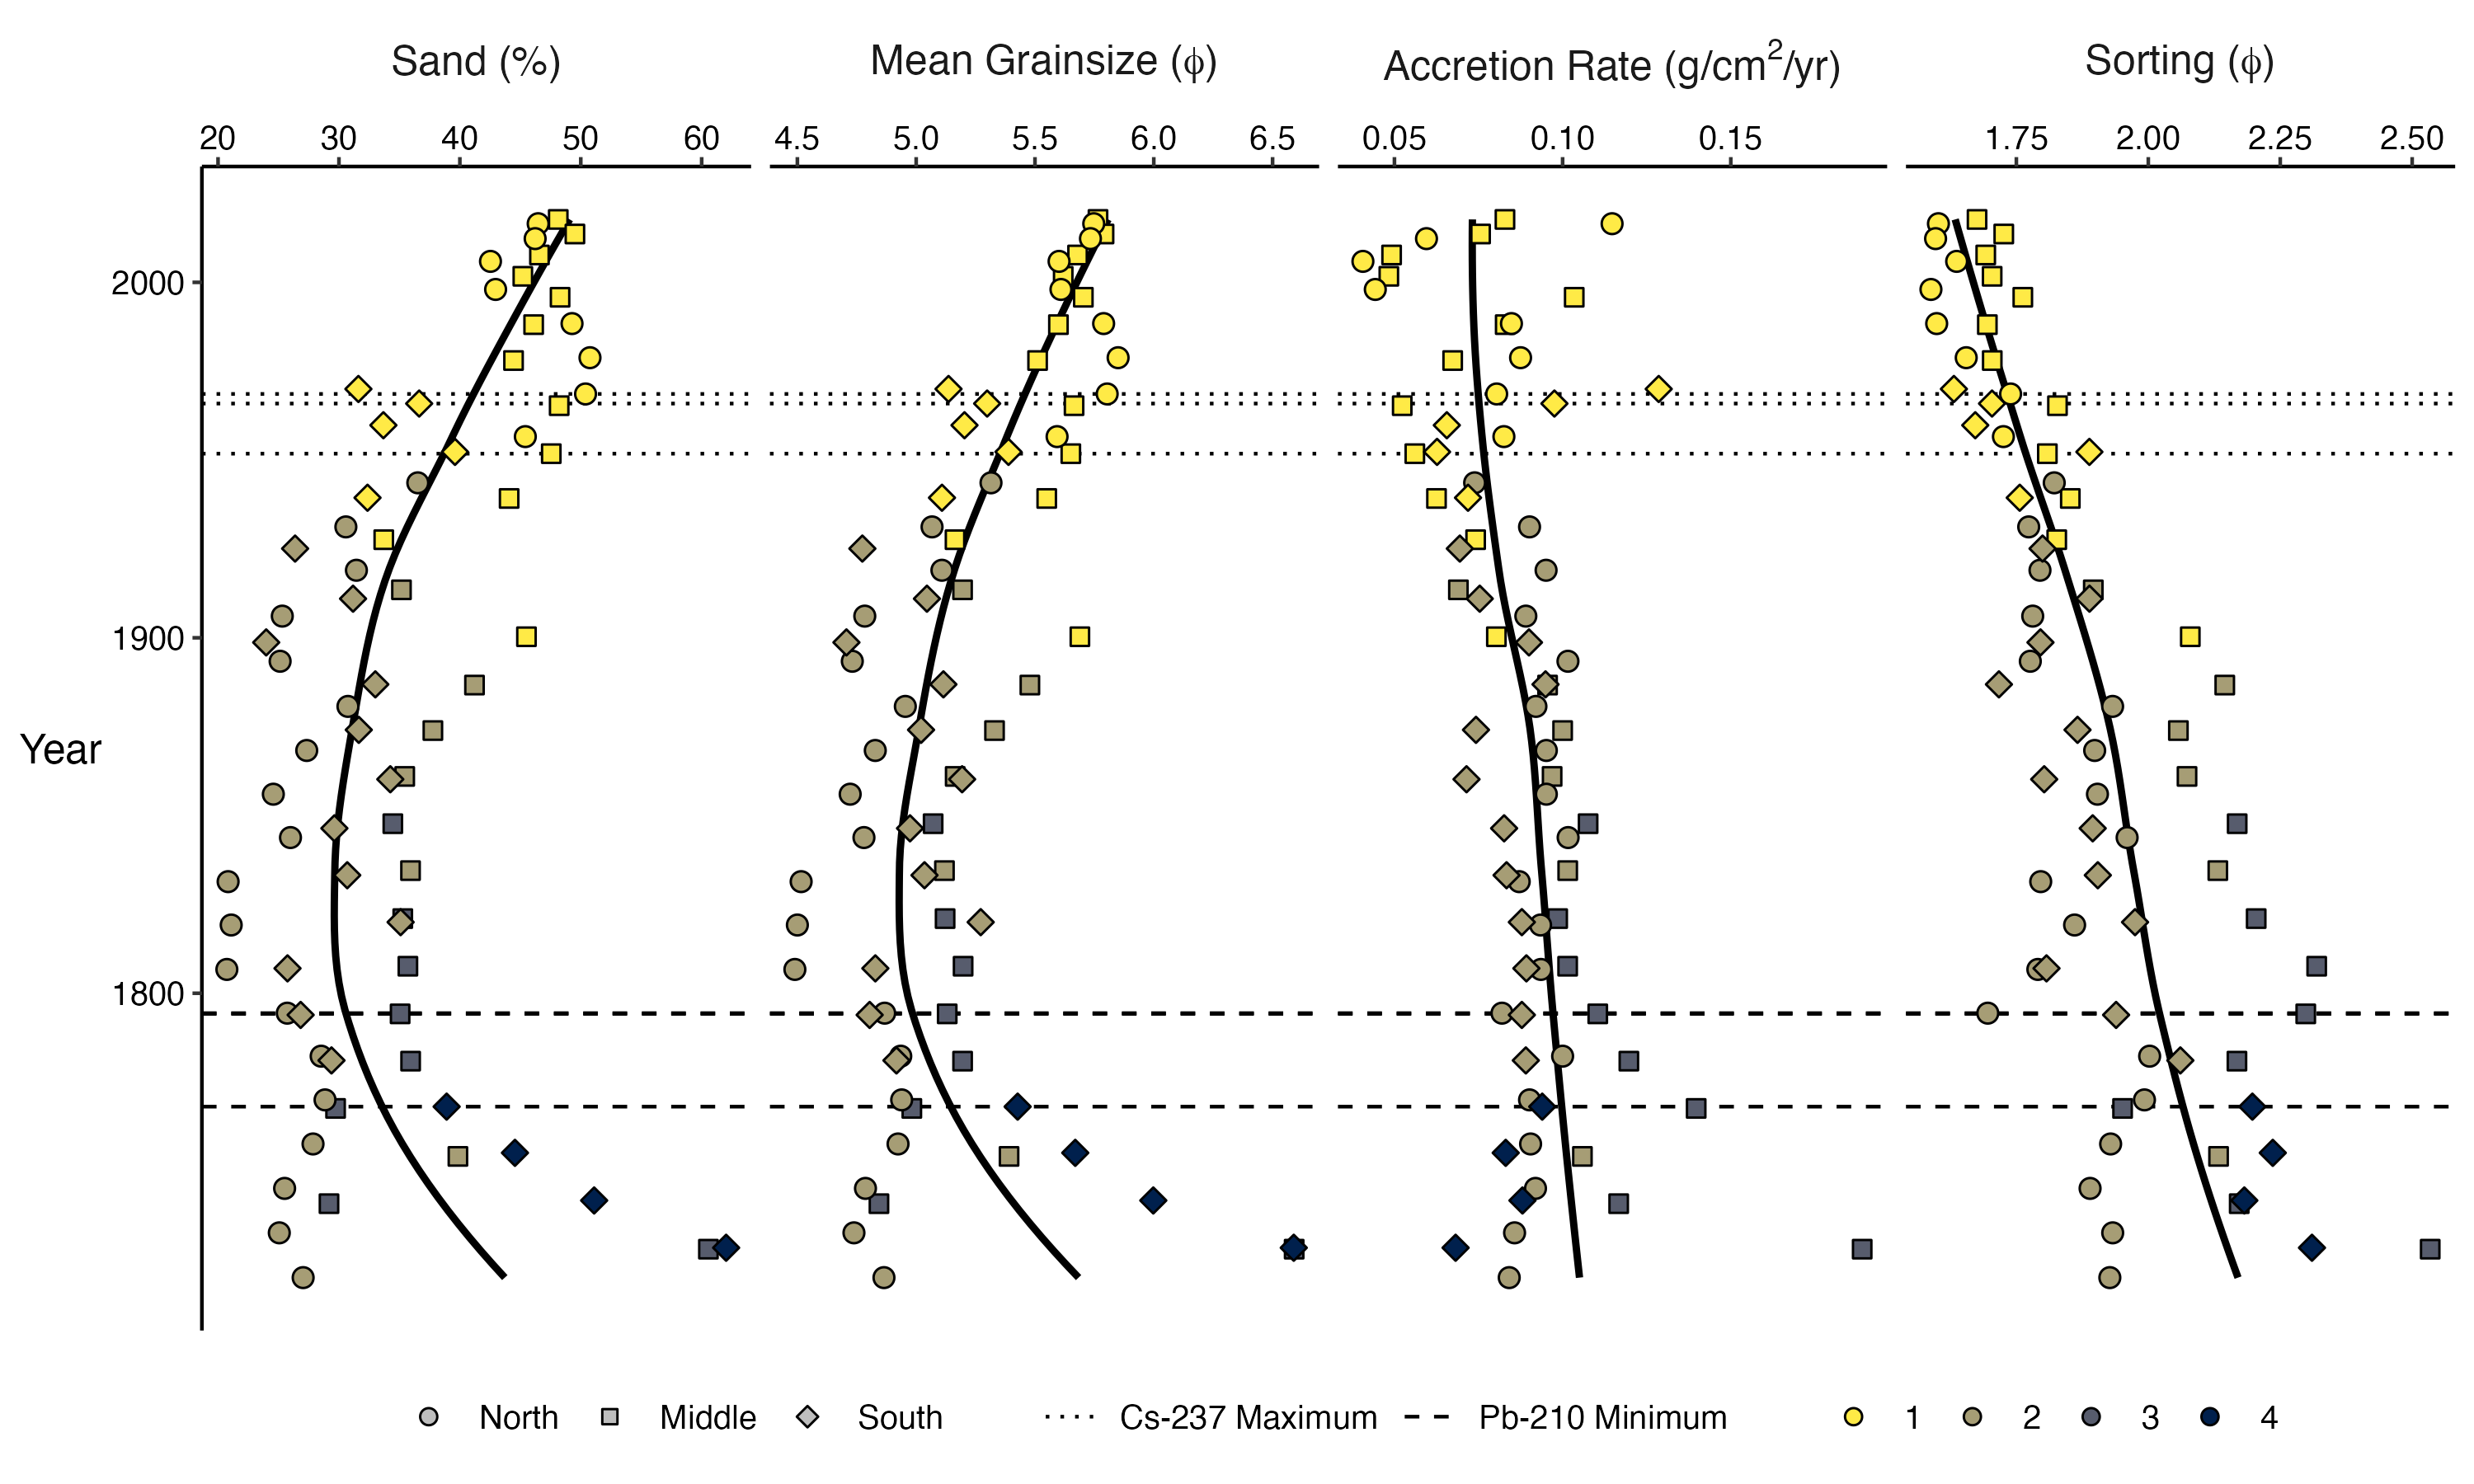 Sand (%) Mean Grainsize (ϕ) Accretion Rate (g/cm²/yr) Sorting (ϕ)
20 30 40 50 60 4.5 5.0 5.5 6.0 6.5 0.05 0.10 0.15 1.75 2.00 2.25 2.50
2000
1900
Year
1800
North Middle South Cs-237 Maximum Pb-210 Minimum 1 2 3 4